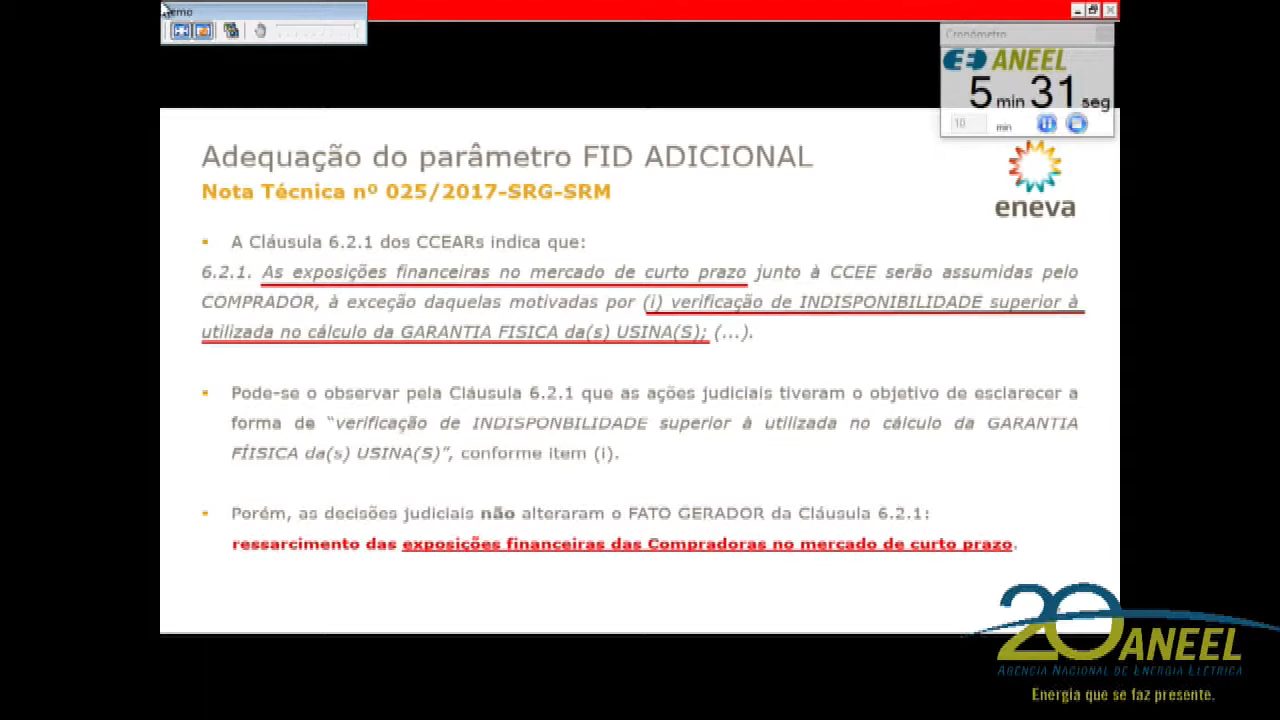 emo
Cronômetro
ANEEL
5 min 31 seg
10 min
Adequação do parâmetro FID ADICIONAL
Nota Técnica nº 025/2017-SRG-SRM
eneva
▪ A Cláusula 6.2.1 dos CCEARs indica que:
6.2.1. As exposições financeiras no mercado de curto prazo junto à CCEE serão assumidas pelo
COMPRADOR, à exceção daquelas motivadas por (i) verificação de INDISPONIBILIDADE superior à
utilizada no cálculo da GARANTIA FISICA da(s) USINA(S); (...).
▪ Pode-se o observar pela Cláusula 6.2.1 que as ações judiciais tiveram o objetivo de esclarecer a
forma de “verificação de INDISPONBILIDADE superior à utilizada no cálculo da GARANTIA
FÍISICA da(s) USINA(S)”, conforme item (i).
▪ Porém, as decisões judiciais não alteraram o FATO GERADOR da Cláusula 6.2.1:
ressarcimento das exposições financeiras das Compradoras no mercado de curto prazo.
20 ANEEL
AGÊNCIA NACIONAL DE ENERGIA ELÉTRICA
Energia que se faz presente.